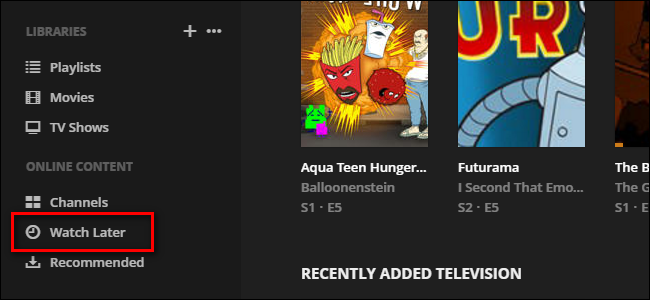 LIBRARIES
Playlists
Movies
TV Shows
ONLINE CONTENT
Channels
Watch Later
Recommended
UR
Aqua Teen Hunger...
Balloonenstein
S1 · E5
Futurama
I Second That Emo...
S2 · E5
The B
The G
S1 · E
RECENTLY ADDED TELEVISION